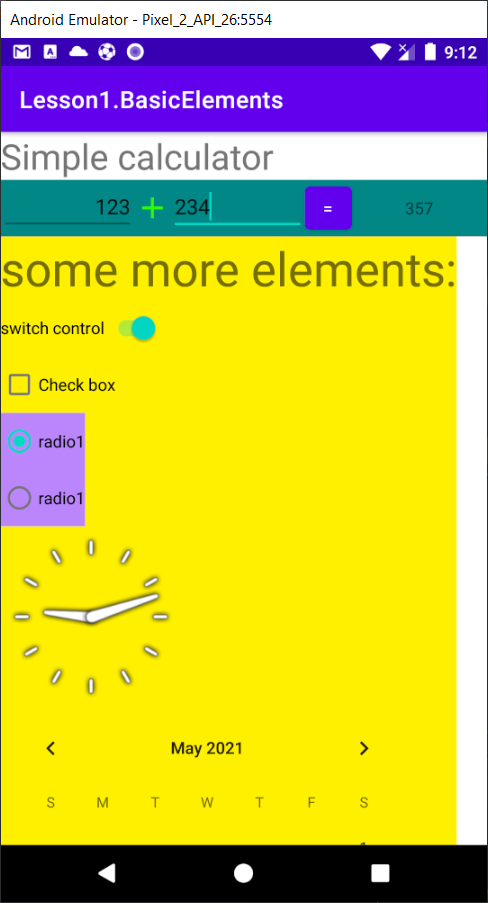 Android Emulator - Pixel_2_API_26:5554
9:12
Lesson1.BasicElements
Simple calculator
123 + 234 = 357
some more elements:
switch control
Check box
radio1
radio1
May 2021
S M T W T F S